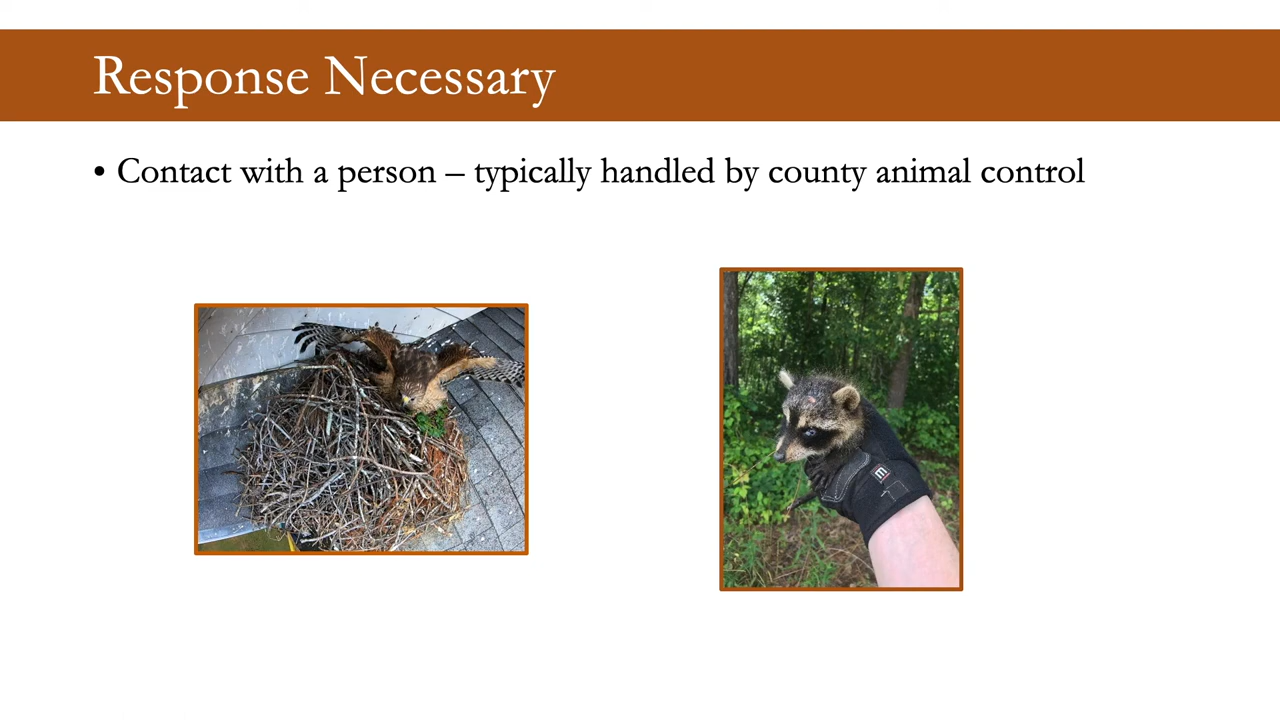 Response Necessary
• Contact with a person – typically handled by county animal control